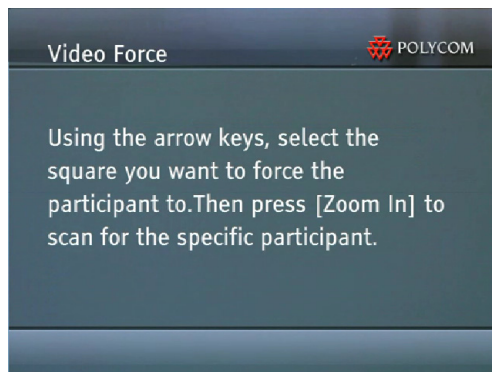 Video Force
POLYCOM
Using the arrow keys, select the
square you want to force the
participant to.Then press [Zoom In] to
scan for the specific participant.